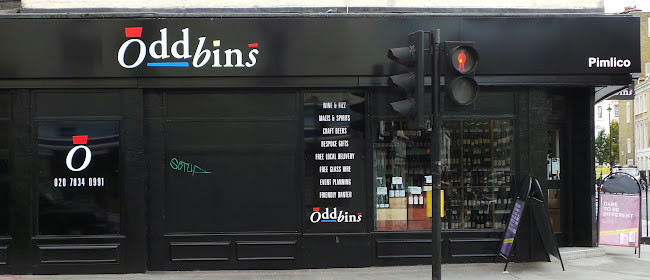 Oddbins
Pimlico
WINE & FIZZ
MALTS & SPIRITS
CRAFT BEERS
BESPOKE GIFTS
FREE LOCAL DELIVERY
FREE GLASS HIRE
EVENT PLANNING
FRIENDLY BANTER
Oddbins
O
020 7834 0991
DARE
TO BE
DIFFERENT